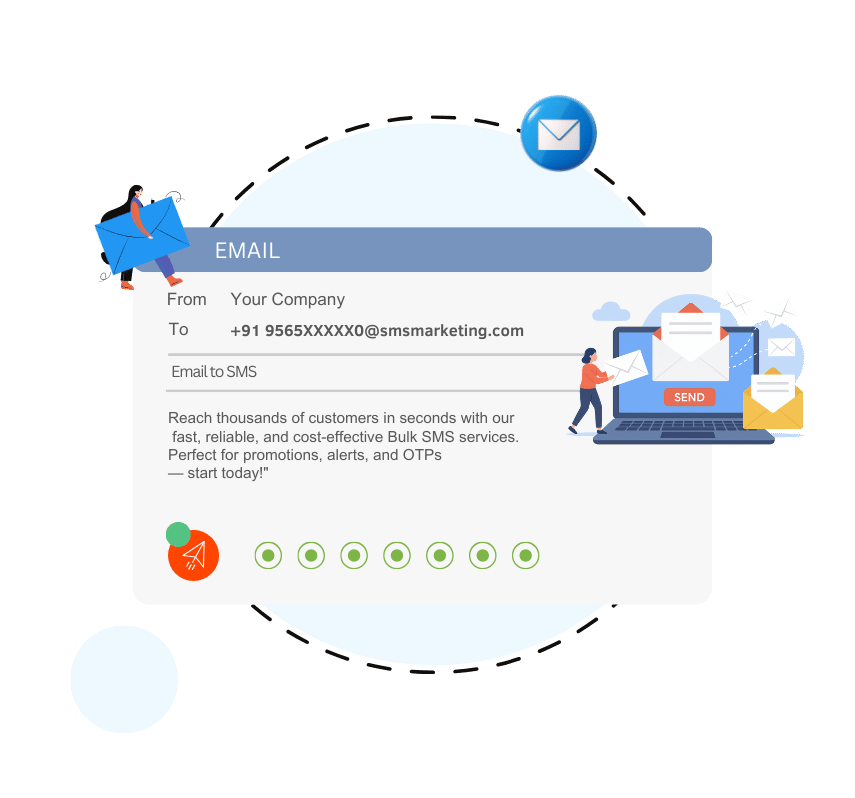 EMAIL
From Your Company
To +91 9565XXXXX0@smsmarketing.com
Email to SMS
Reach thousands of customers in seconds with our
fast, reliable, and cost-effective Bulk SMS services.
Perfect for promotions, alerts, and OTPs
— start today!"
SEND